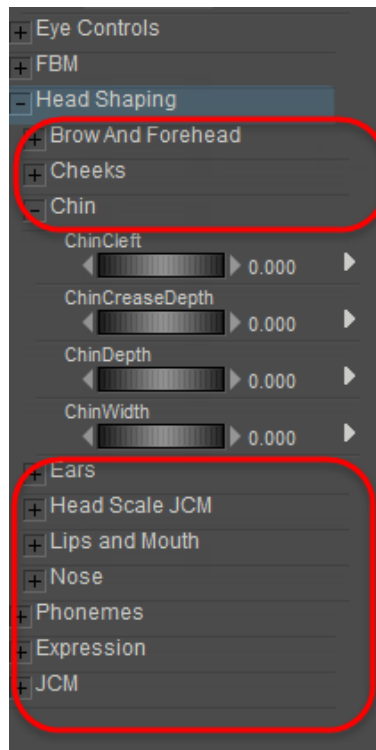 Eye Controls
FBM
Head Shaping
Brow And Forehead
Cheeks
Chin
ChinCleft
0.000
ChinCreaseDepth
0.000
ChinDepth
0.000
ChinWidth
0.000
Ears
Head Scale JCM
Lips and Mouth
Nose
Phonemes
Expression
JCM